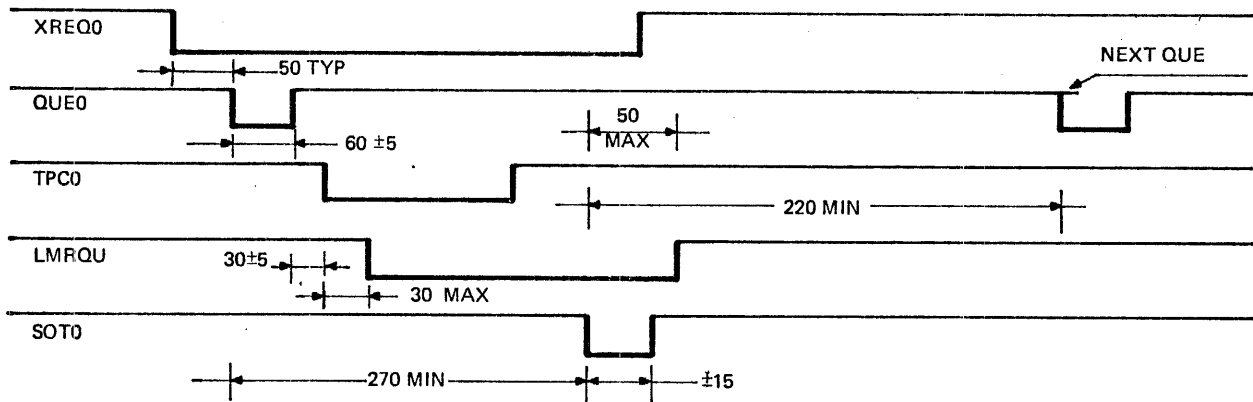 XREQ0
50 TYP
NEXT QUE
QUE0
50
MAX
60 ±5
TPC0
220 MIN
LMRQU
30±5
30 MAX
SOT0
270 MIN
±15